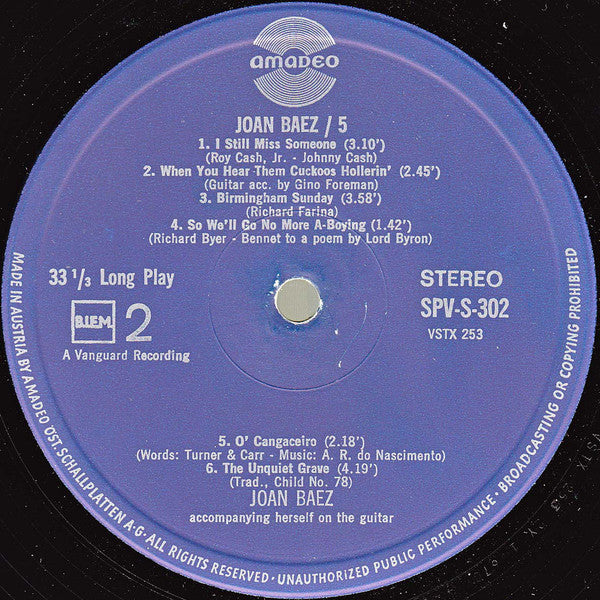 amadeo
JOAN BAEZ / 5
1. I Still Miss Someone (3.10')
(Roy Cash, Jr. - Johnny Cash)
2. When You Hear Them Cuckoos Hollerin' (2.45')
(Guitar acc. by Gino Foreman)
3. Birmingham Sunday (3.58')
(Richard Farina)
4. So We'll Go No More A-Boying (1.42')
(Richard Byer - Bennet to a poem by Lord Byron)
33 1/3 Long Play
STEREO
B.I.E.M.
2
SPV-S-302
VSTX 253
A Vanguard Recording
5. O' Cangaceiro (2.18')
(Words: Turner & Carr - Music: A. R. do Nascimento)
6. The Unquiet Grave (4.19')
(Trad., Child No. 78)
JOAN BAEZ
accompanying herself on the guitar
MADE IN AUSTRIA BY AMADEO ÖST. SCHALLPLATTEN A·G· ALL RIGHTS RESERVED · UNAUTHORIZED PUBLIC PERFORMANCE · BROADCASTING OR COPYING PROHIBITED